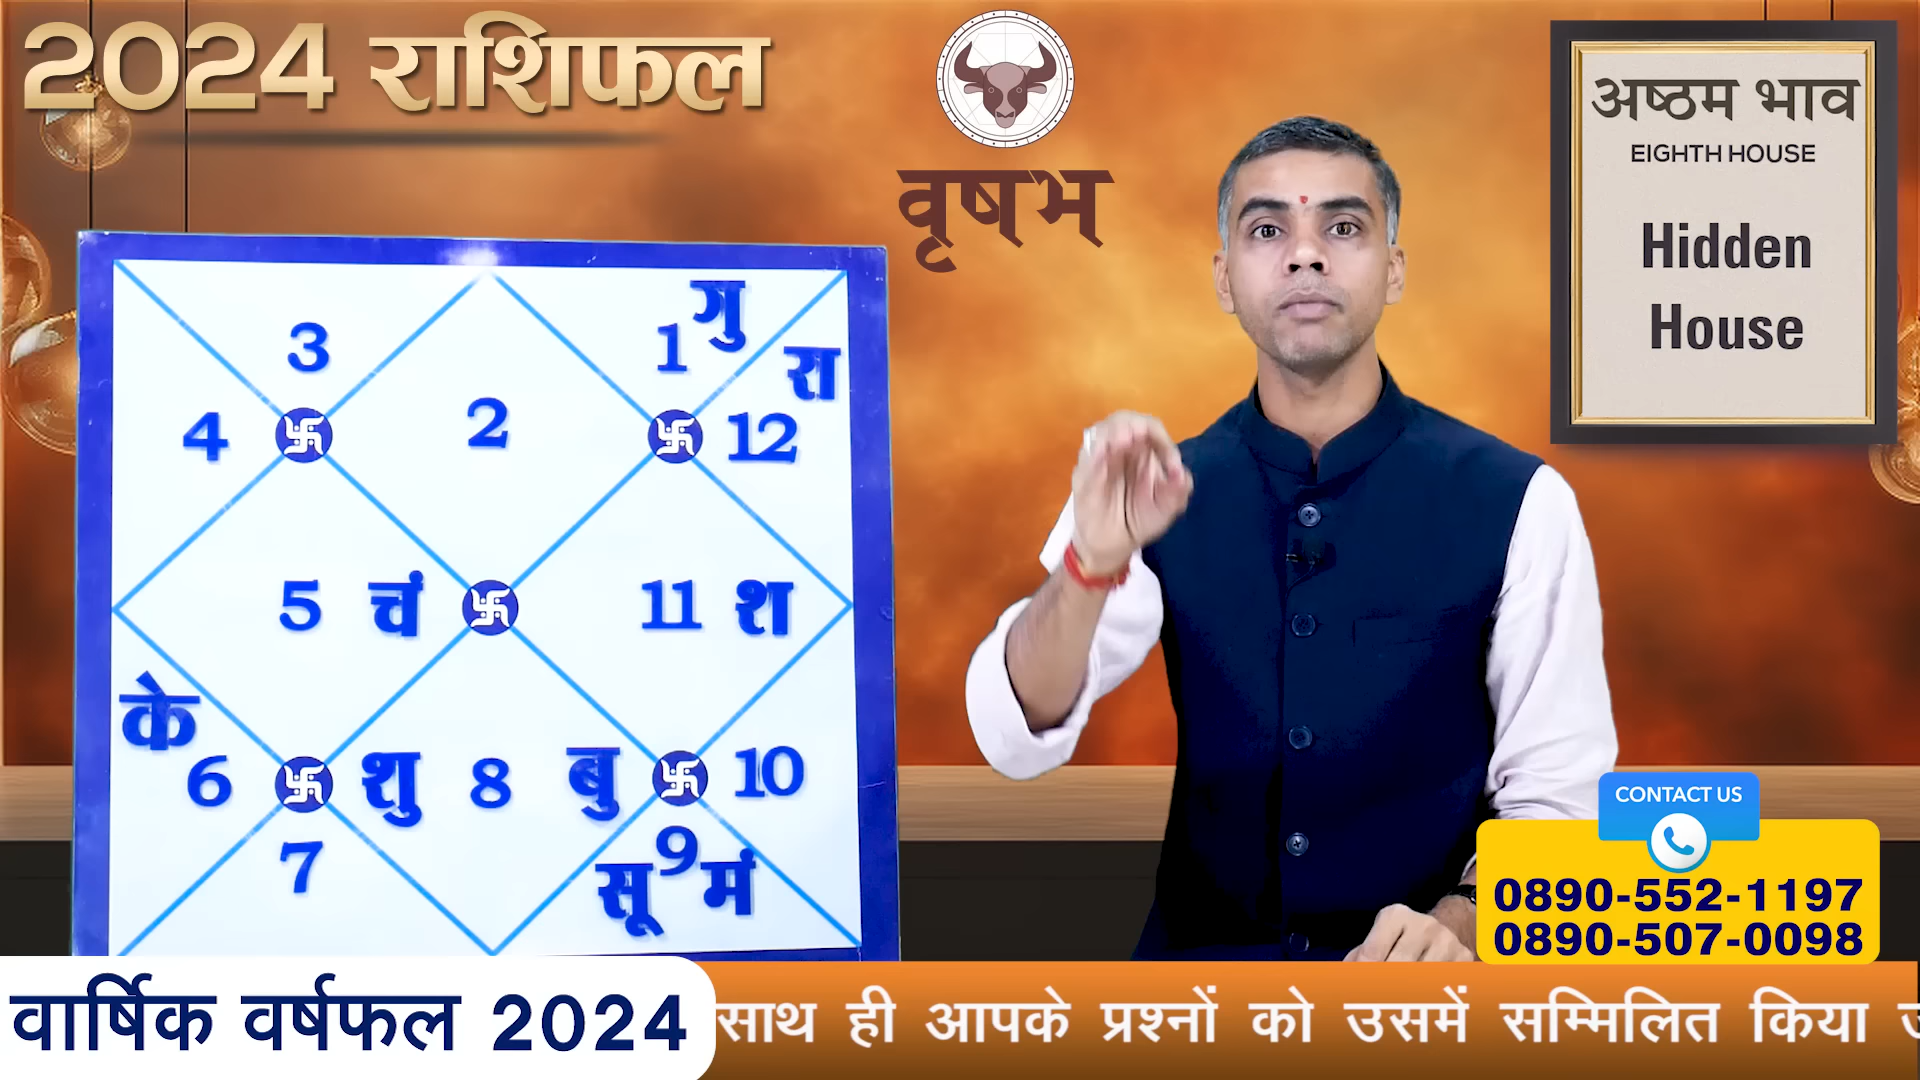 2024 राशिफल
वृषभ
अष्ठम भाव
EIGHTH HOUSE
Hidden
House
3
1 गु
रा
4
2
12
5 चं
11 श
के
6
शु 8 बु
10
7
सू 9 मं
CONTACT US
0890-552-1197
0890-507-0098
वार्षिक वर्षफल 2024
साथ ही आपके प्रश्नों को उसमें सम्मिलित किया